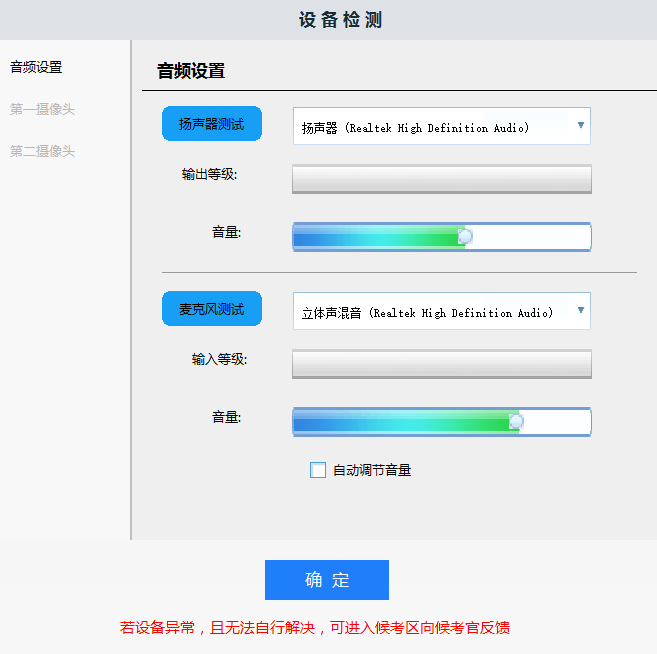 设备检测
音频设置
第一摄像头
第二摄像头
音频设置
扬声器测试
扬声器 (Realtek High Definition Audio)
输出等级:
音量:
麦克风测试
立体声混音 (Realtek High Definition Audio)
输入等级:
音量:
自动调节音量
确 定
若设备异常，且无法自行解决，可进入候考区向候考官反馈